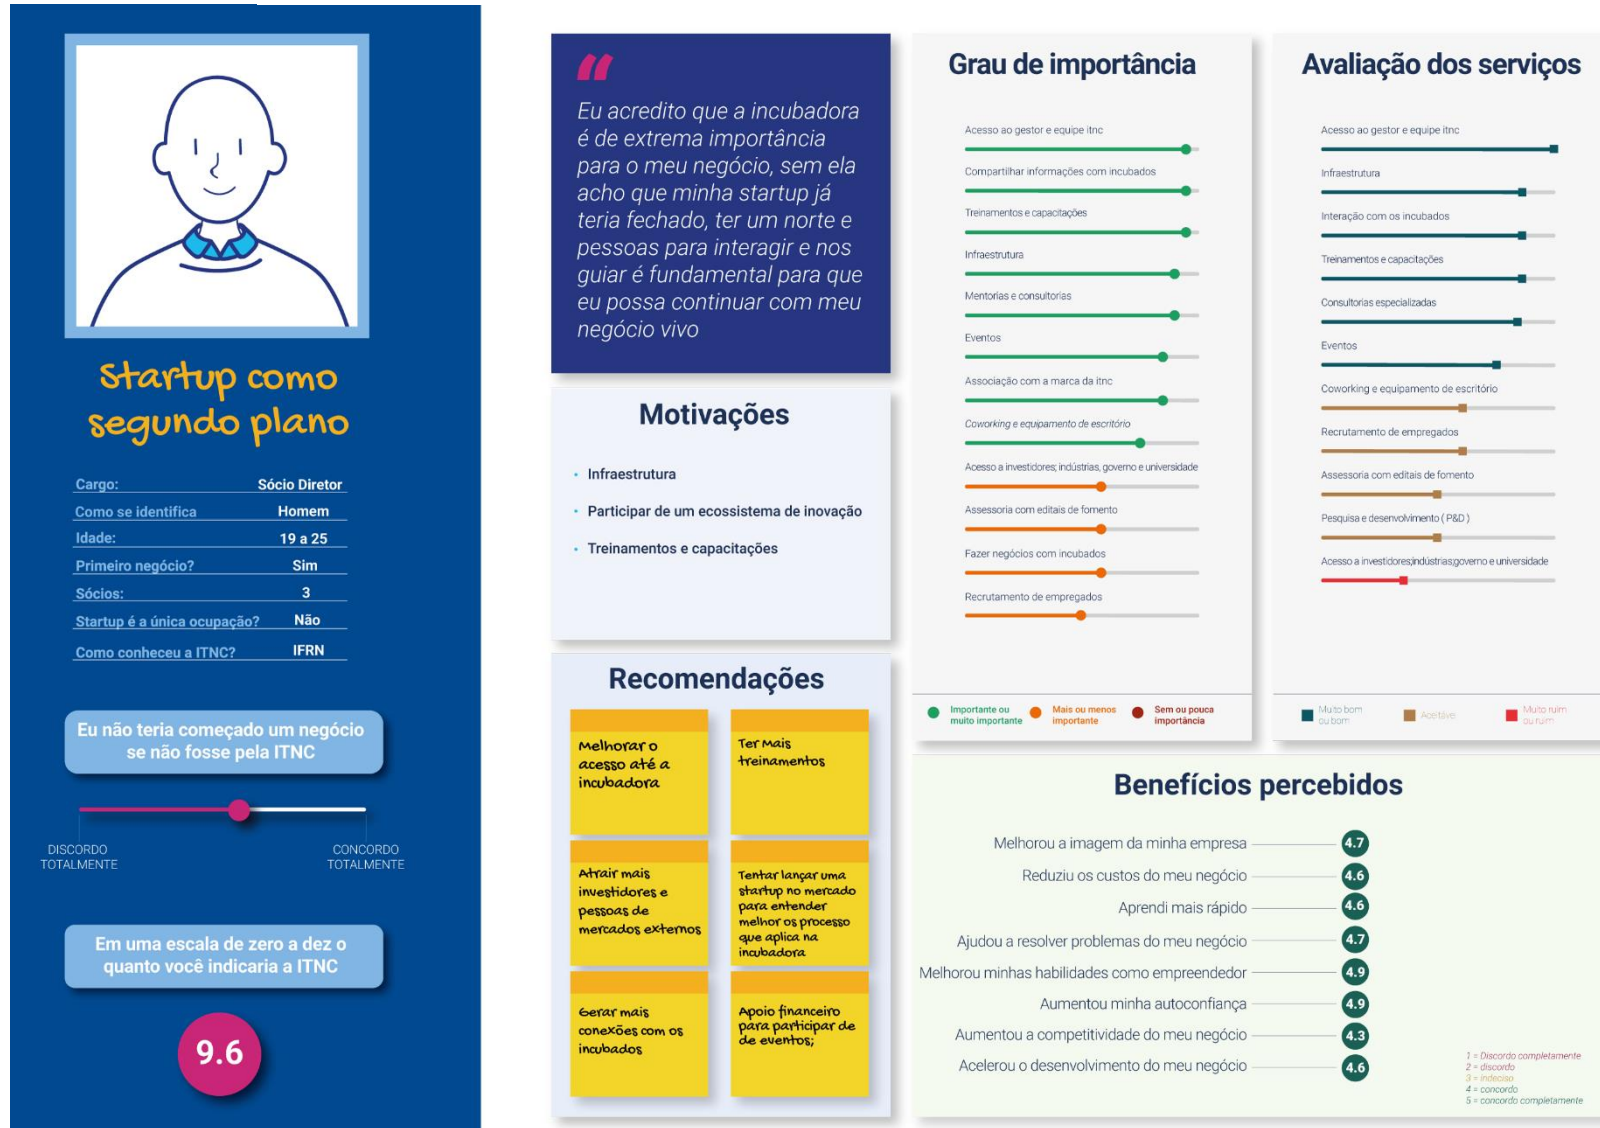 Startup como
segundo plano
Cargo: Sócio Diretor
Como se identifica Homem
Idade: 19 a 25
Primeiro negócio? Sim
Sócios: 3
Startup é a única ocupação? Não
Como conheceu a ITNC? IFRN
Eu não teria começado um negócio
se não fosse pela ITNC
DISCORDO
TOTALMENTE
CONCORDO
TOTALMENTE
Em uma escala de zero a dez o
quanto você indicaria a ITNC
9.6
"
Eu acredito que a incubadora
é de extrema importância
para o meu negócio, sem ela
acho que minha startup já
teria fechado, ter um norte e
pessoas para interagir e nos
guiar é fundamental para que
eu possa continuar com meu
negócio vivo
Motivações
• Infraestrutura
• Participar de um ecossistema de inovação
• Treinamentos e capacitações
Recomendações
Melhorar o
acesso até a
incubadora
Ter Mais
treinamentos
Atrair mais
investidores e
pessoas de
mercados externos
Tentar lançar uma
startup no mercado
para entender
melhor os processo
que aplica na
incubadora
Gerar mais
conexões com os
incubados
Apoio financeiro
para participar de
de eventos;
Grau de importância
Acesso ao gestor e equipe itnc
Compartilhar informações com incubados
Treinamentos e capacitações
Infraestrutura
Mentorias e consultorias
Eventos
Associação com a marca da itnc
Coworking e equipamento de escritório
Acesso a investidores; indústrias, governo e universidade
Assessoria com editais de fomento
Fazer negócios com incubados
Recrutamento de empregados
Importante ou
muito importante
Mais ou menos
importante
Sem ou pouca
importância
Avaliação dos serviços
Acesso ao gestor e equipe itnc
Infraestrutura
Interação com os incubados
Treinamentos e capacitações
Consultorias especializadas
Eventos
Coworking e equipamento de escritório
Recrutamento de empregados
Assessoria com editais de fomento
Pesquisa e desenvolvimento ( P&D )
Acesso a investidores;indústrias;governo e universidade
Muito bom
ou bom
Aceitável
Muito ruim
ou ruim
Benefícios percebidos
Melhorou a imagem da minha empresa 4.7
Reduziu os custos do meu negócio 4.6
Aprendi mais rápido 4.6
Ajudou a resolver problemas do meu negócio 4.7
Melhorou minhas habilidades como empreendedor 4.9
Aumentou minha autoconfiança 4.9
Aumentou a competitividade do meu negócio 4.3
Acelerou o desenvolvimento do meu negócio 4.6
1 = Discordo completamente
2 = discordo
3 = indeciso
4 = concordo
5 = concordo completamente